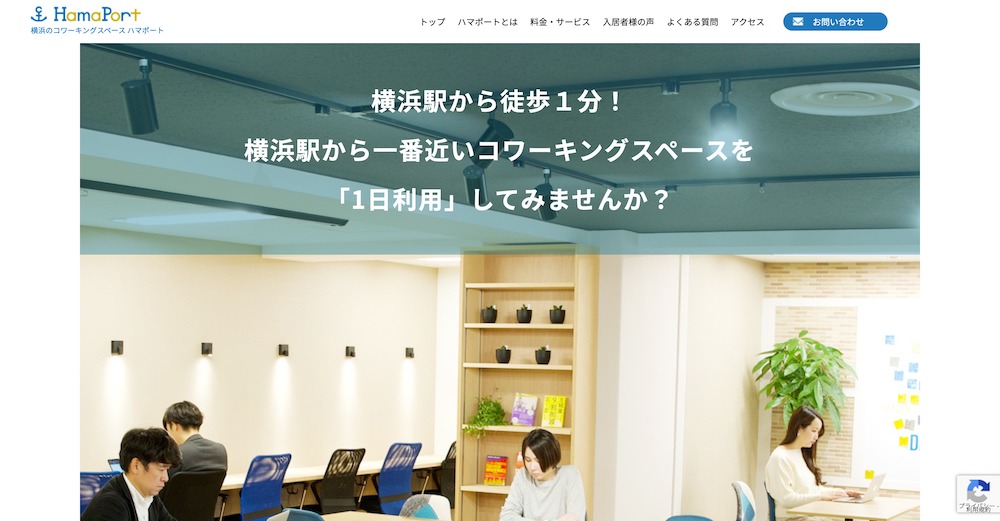 HamaPort
横浜のコワーキングスペース ハマポート
トップ ハマポートとは 料金・サービス 入居者様の声 よくある質問 アクセス お問い合わせ
横浜駅から徒歩１分！
横浜駅から一番近いコワーキングスペースを
「1日利用」してみませんか？
プライバシー -
利用規約